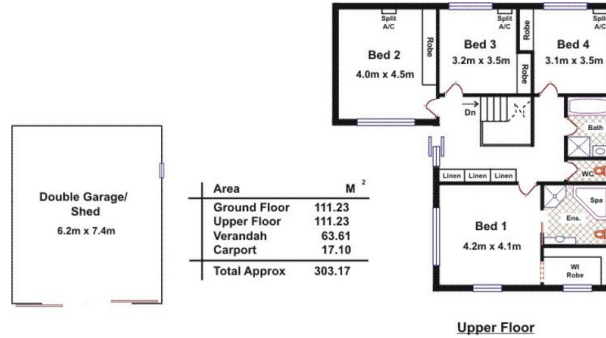 Split
A/C
Split
A/C
Split
A/C
Bed 2
4.0m x 4.5m
Robe
Bed 3
3.2m x 3.5m
Robe
Robe
Bed 4
3.1m x 3.5m
Dn
Bath
WC
Linen Linen Linen
Bed 1
4.2m x 4.1m
Spa
Ens.
WI
Robe
Upper Floor
Double Garage/
Shed
6.2m x 7.4m
Area M 2
Ground Floor 111.23
Upper Floor 111.23
Verandah 63.61
Carport 17.10
Total Approx 303.17